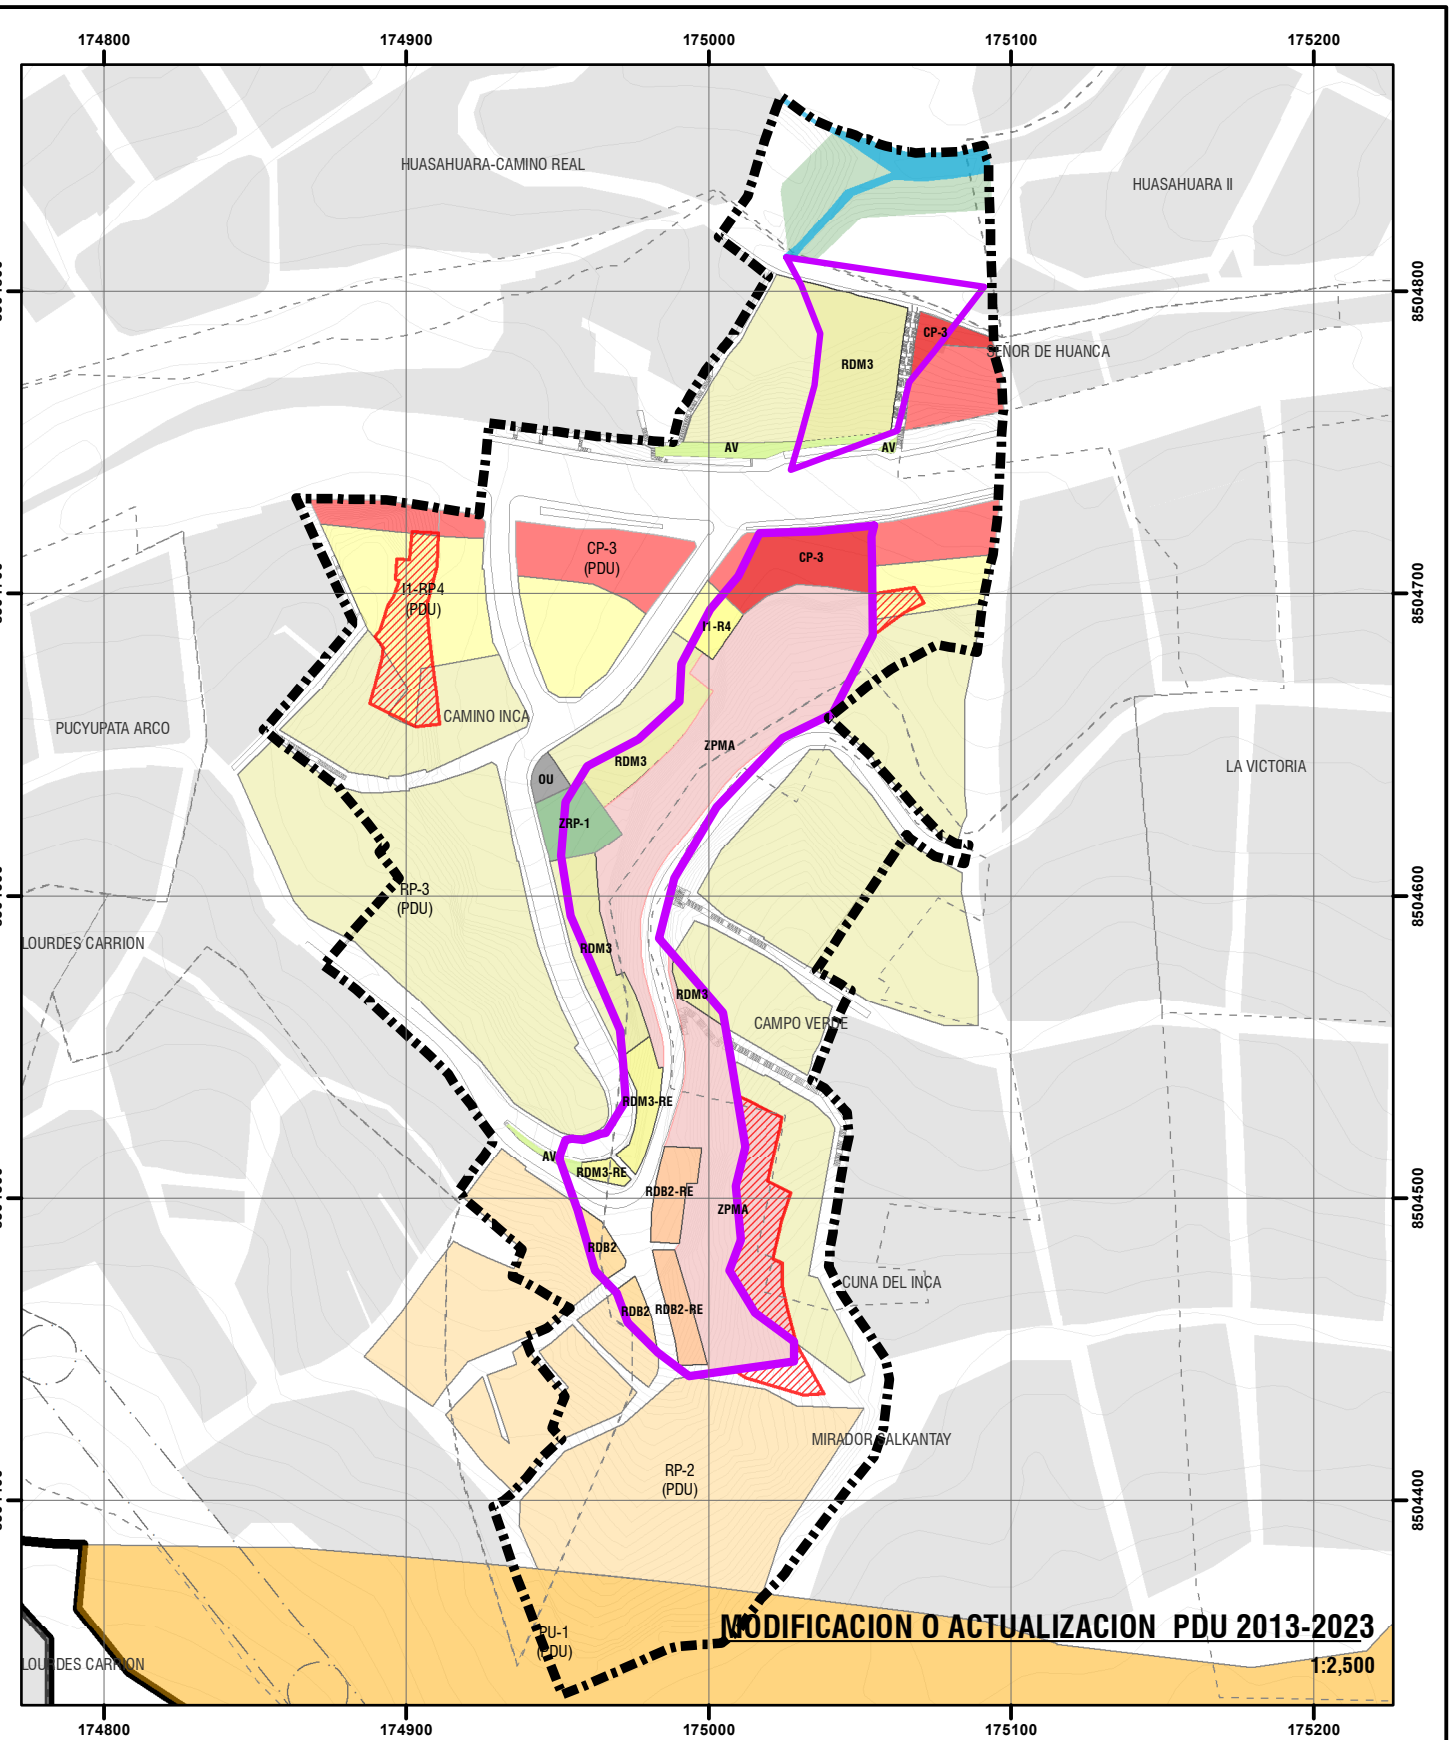 174800
174900
175000
175100
175200
HUASAHUARA-CAMINO REAL
HUASAHUARA II
8504800
CP-3
SEÑOR DE HUANCA
RDM3
AV
AV
CP-3
(PDU)
CP-3
I1-RP4
(PDU)
8504700
I1-R4
CAMINO INCA
PUCYUPATA ARCO
ZPMA
RDM3
LA VICTORIA
OU
ZRP-1
RP-3
(PDU)
8504600
LOURDES CARRION
RDM3
RDM3
CAMPO VERDE
RDM3-RE
AV
RDM3-RE
RDB2-RE
8504500
ZPMA
RDB2
CUNA DEL INCA
RDB2
RDB2-RE
MIRADOR SALKANTAY
RP-2
(PDU)
8504400
MODIFICACION O ACTUALIZACION PDU 2013-2023
PU-1
(PDU)
LOURDES CARRION
1:2,500
174800
174900
175000
175100
175200